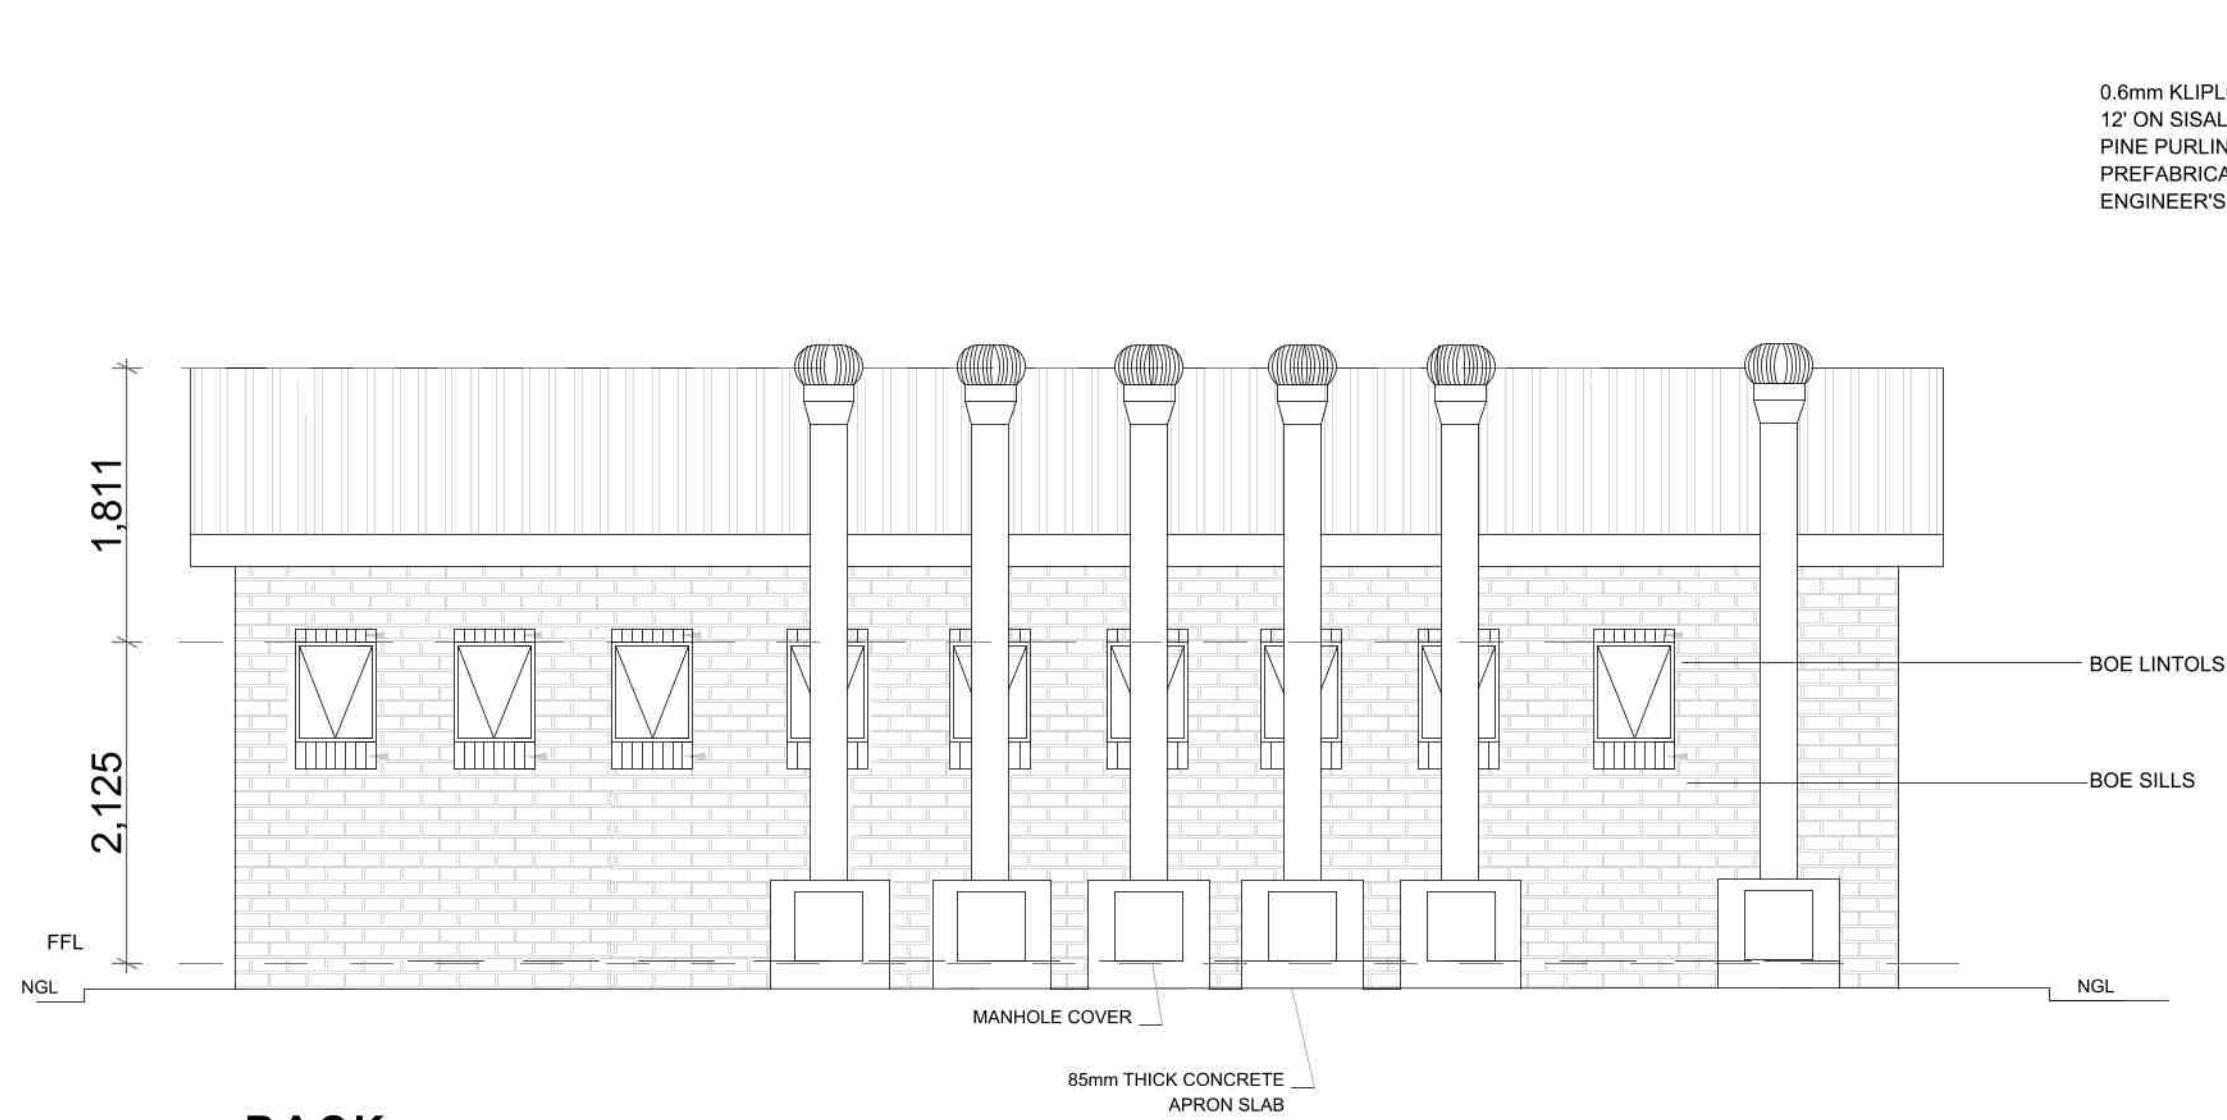 0.6mm KLIPL
12' ON SISAL
PINE PURLIN
PREFABRICA
ENGINEER'S
1,811
BOE LINTOLS
BOE SILLS
2,125
FFL
NGL
NGL
MANHOLE COVER
85mm THICK CONCRETE
APRON SLAB
BACK